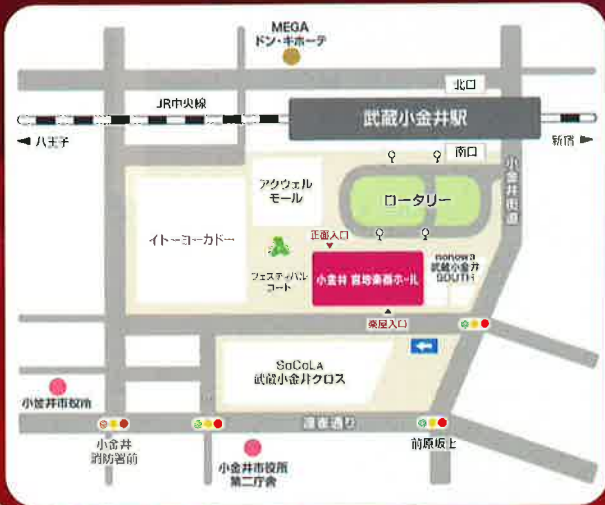 MEGA
ドン・キホーテ
北口
JR中央線
武蔵小金井駅
八王子
新宿
南口
小金井街道
アクウェル
モール
ロータリー
イトーヨーカドー
正面入口
フェスティバル
コート
小金井 宮地楽器ホール
nonowa
武蔵小金井
SOUTH
楽屋入口
SoCoLA
武蔵小金井クロス
小金井市役所
連雀通り
小金井
消防署前
前原坂上
小金井市役所
第二庁舎